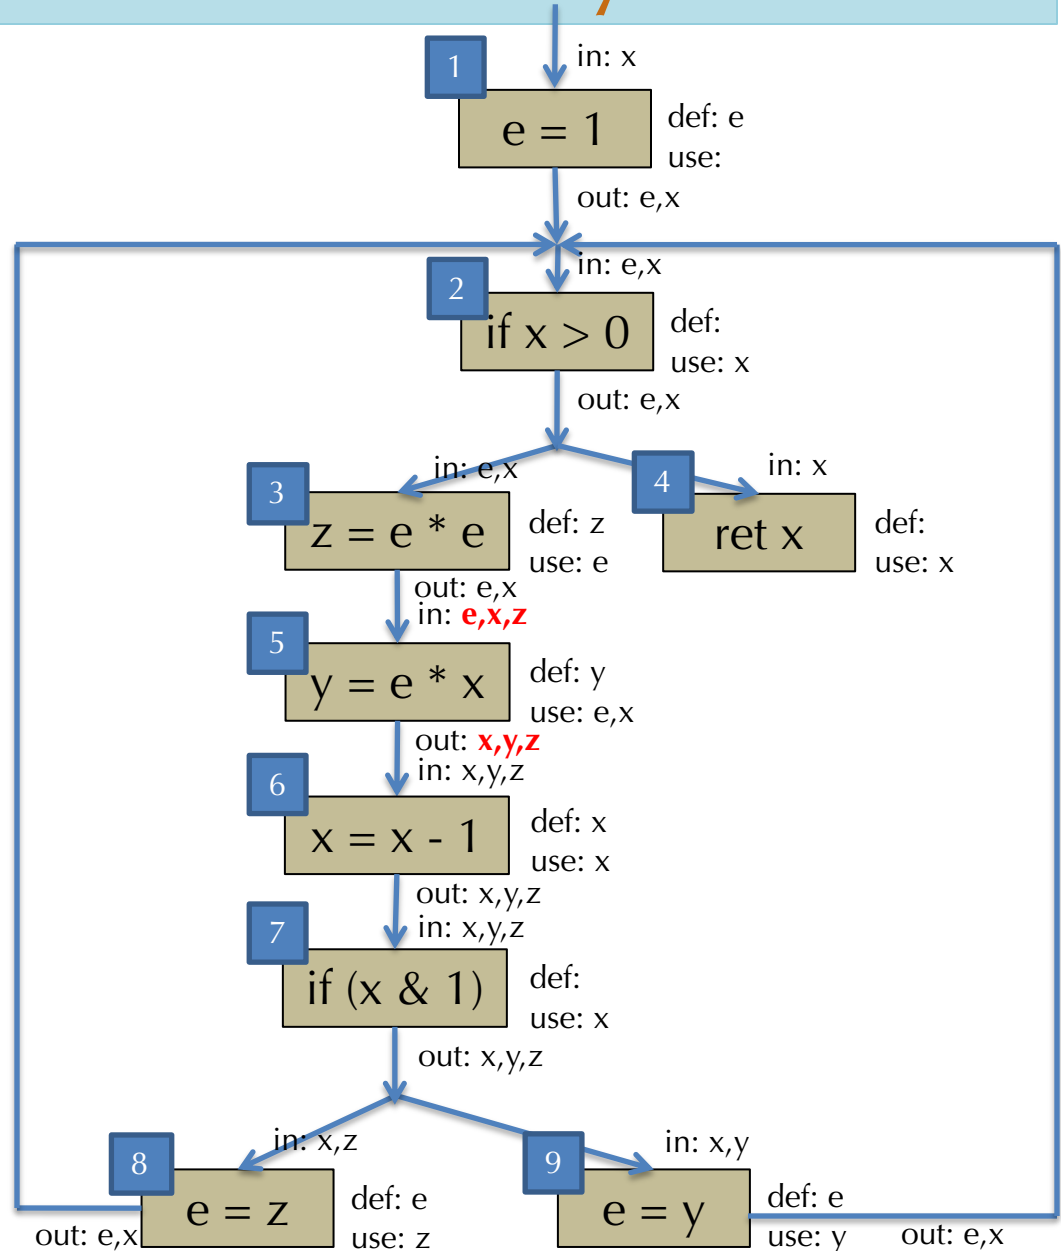 in: x
1
e = 1
def: e
use:
out: e,x
in: e,x
2
if x > 0
def:
use: x
out: e,x
in: e,x
3
z = e * e
def: z
use: e
out: e,x
in: x
4
ret x
def:
use: x
in: e,x,z
5
y = e * x
def: y
use: e,x
out: x,y,z
in: x,y,z
6
x = x - 1
def: x
use: x
out: x,y,z
in: x,y,z
7
if (x & 1)
def:
use: x
out: x,y,z
in: x,z
8
e = z
def: e
use: z
out: e,x
in: x,y
9
e = y
def: e
use: y
out: e,x